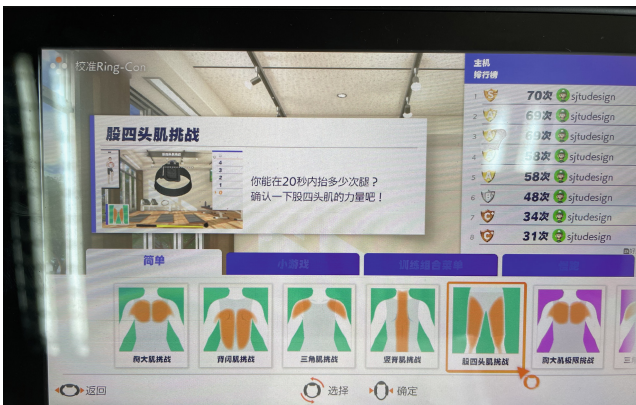 校准Ring-Con
主机
排行榜
股四头肌挑战
你能在20秒内抬多少次腿？
确认一下股四头肌的力量吧！
1 70次 sjtudesign
2 69次 sjtudesign
3 69次 sjtudesign
4 58次 sjtudesign
5 58次 sjtudesign
6 48次 sjtudesign
7 34次 sjtudesign
8 31次 sjtudesign
简单
小游戏
训练组合菜单
胸大肌挑战
背阔肌挑战
三角肌挑战
竖脊肌挑战
股四头肌挑战
胸大肌极限挑战
返回
选择
确定